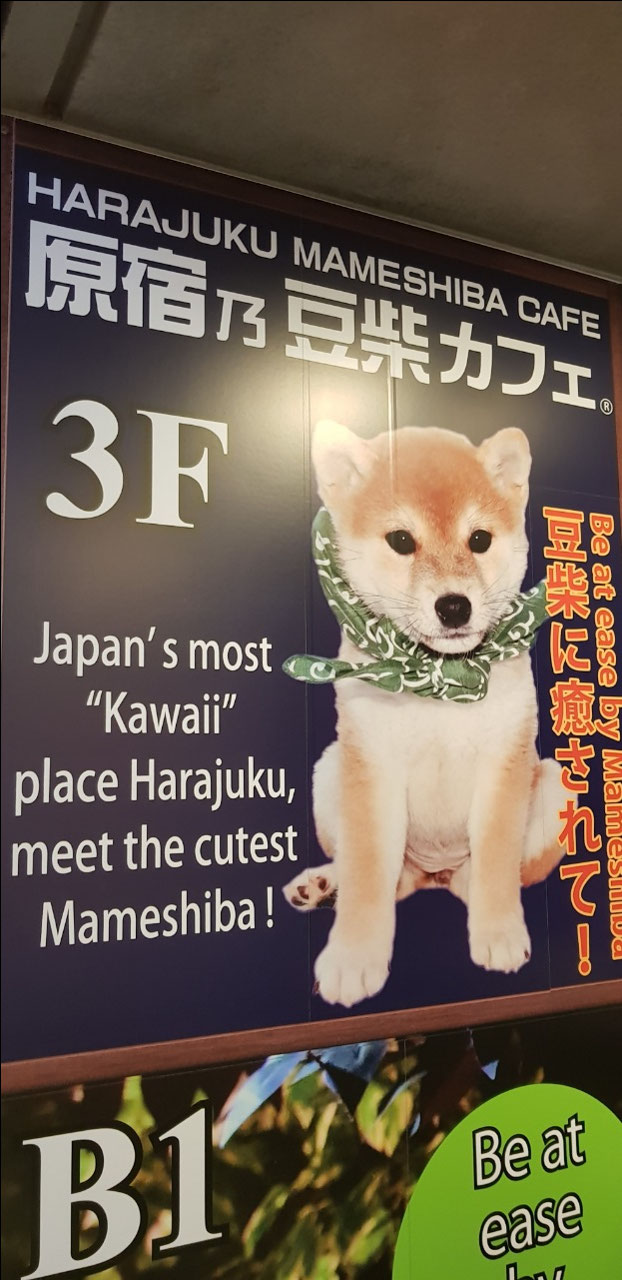 HARAJUKU MAMESHIBA CAFE
原宿乃豆柴カフェ®
3F
Japan's most
“Kawaii”
place Harajuku,
meet the cutest
Mameshiba!
Be at ease by Mameshiba
豆柴に癒されて!
B1
Be at
ease
by